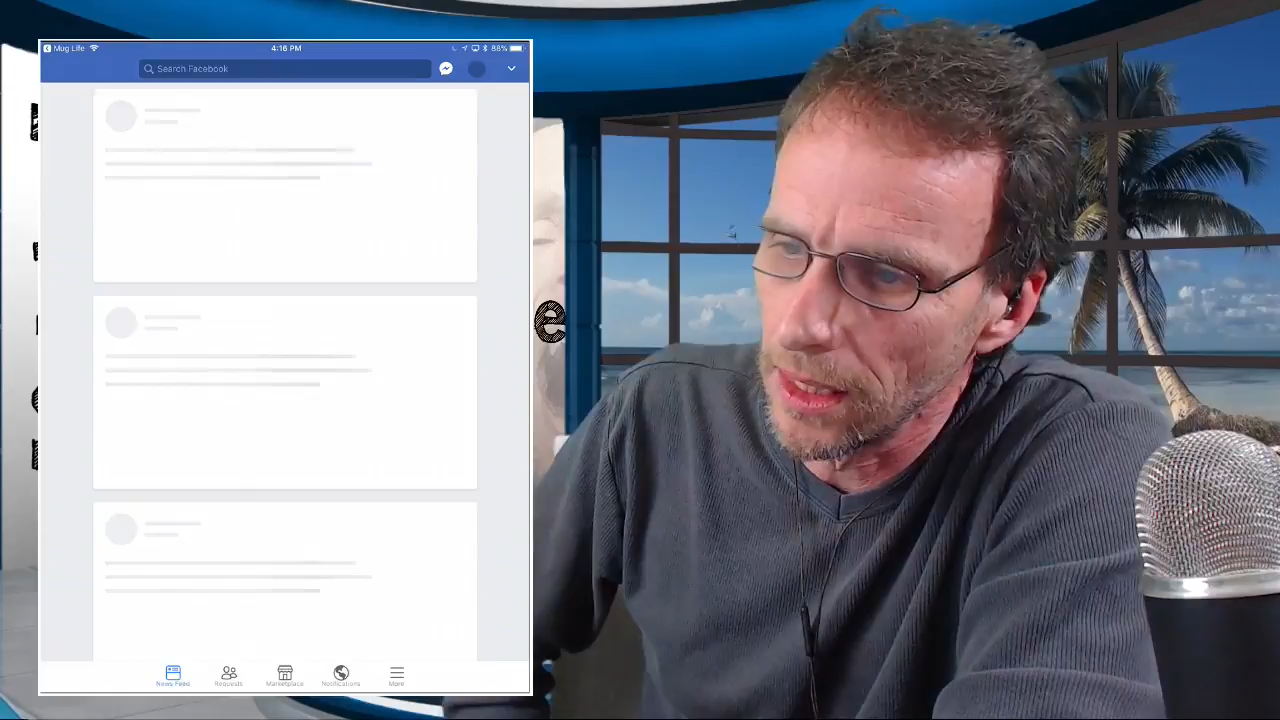 Mug Life 4:16 PM 88%
Search Facebook
e
News Feed Requests Marketplace Notifications More